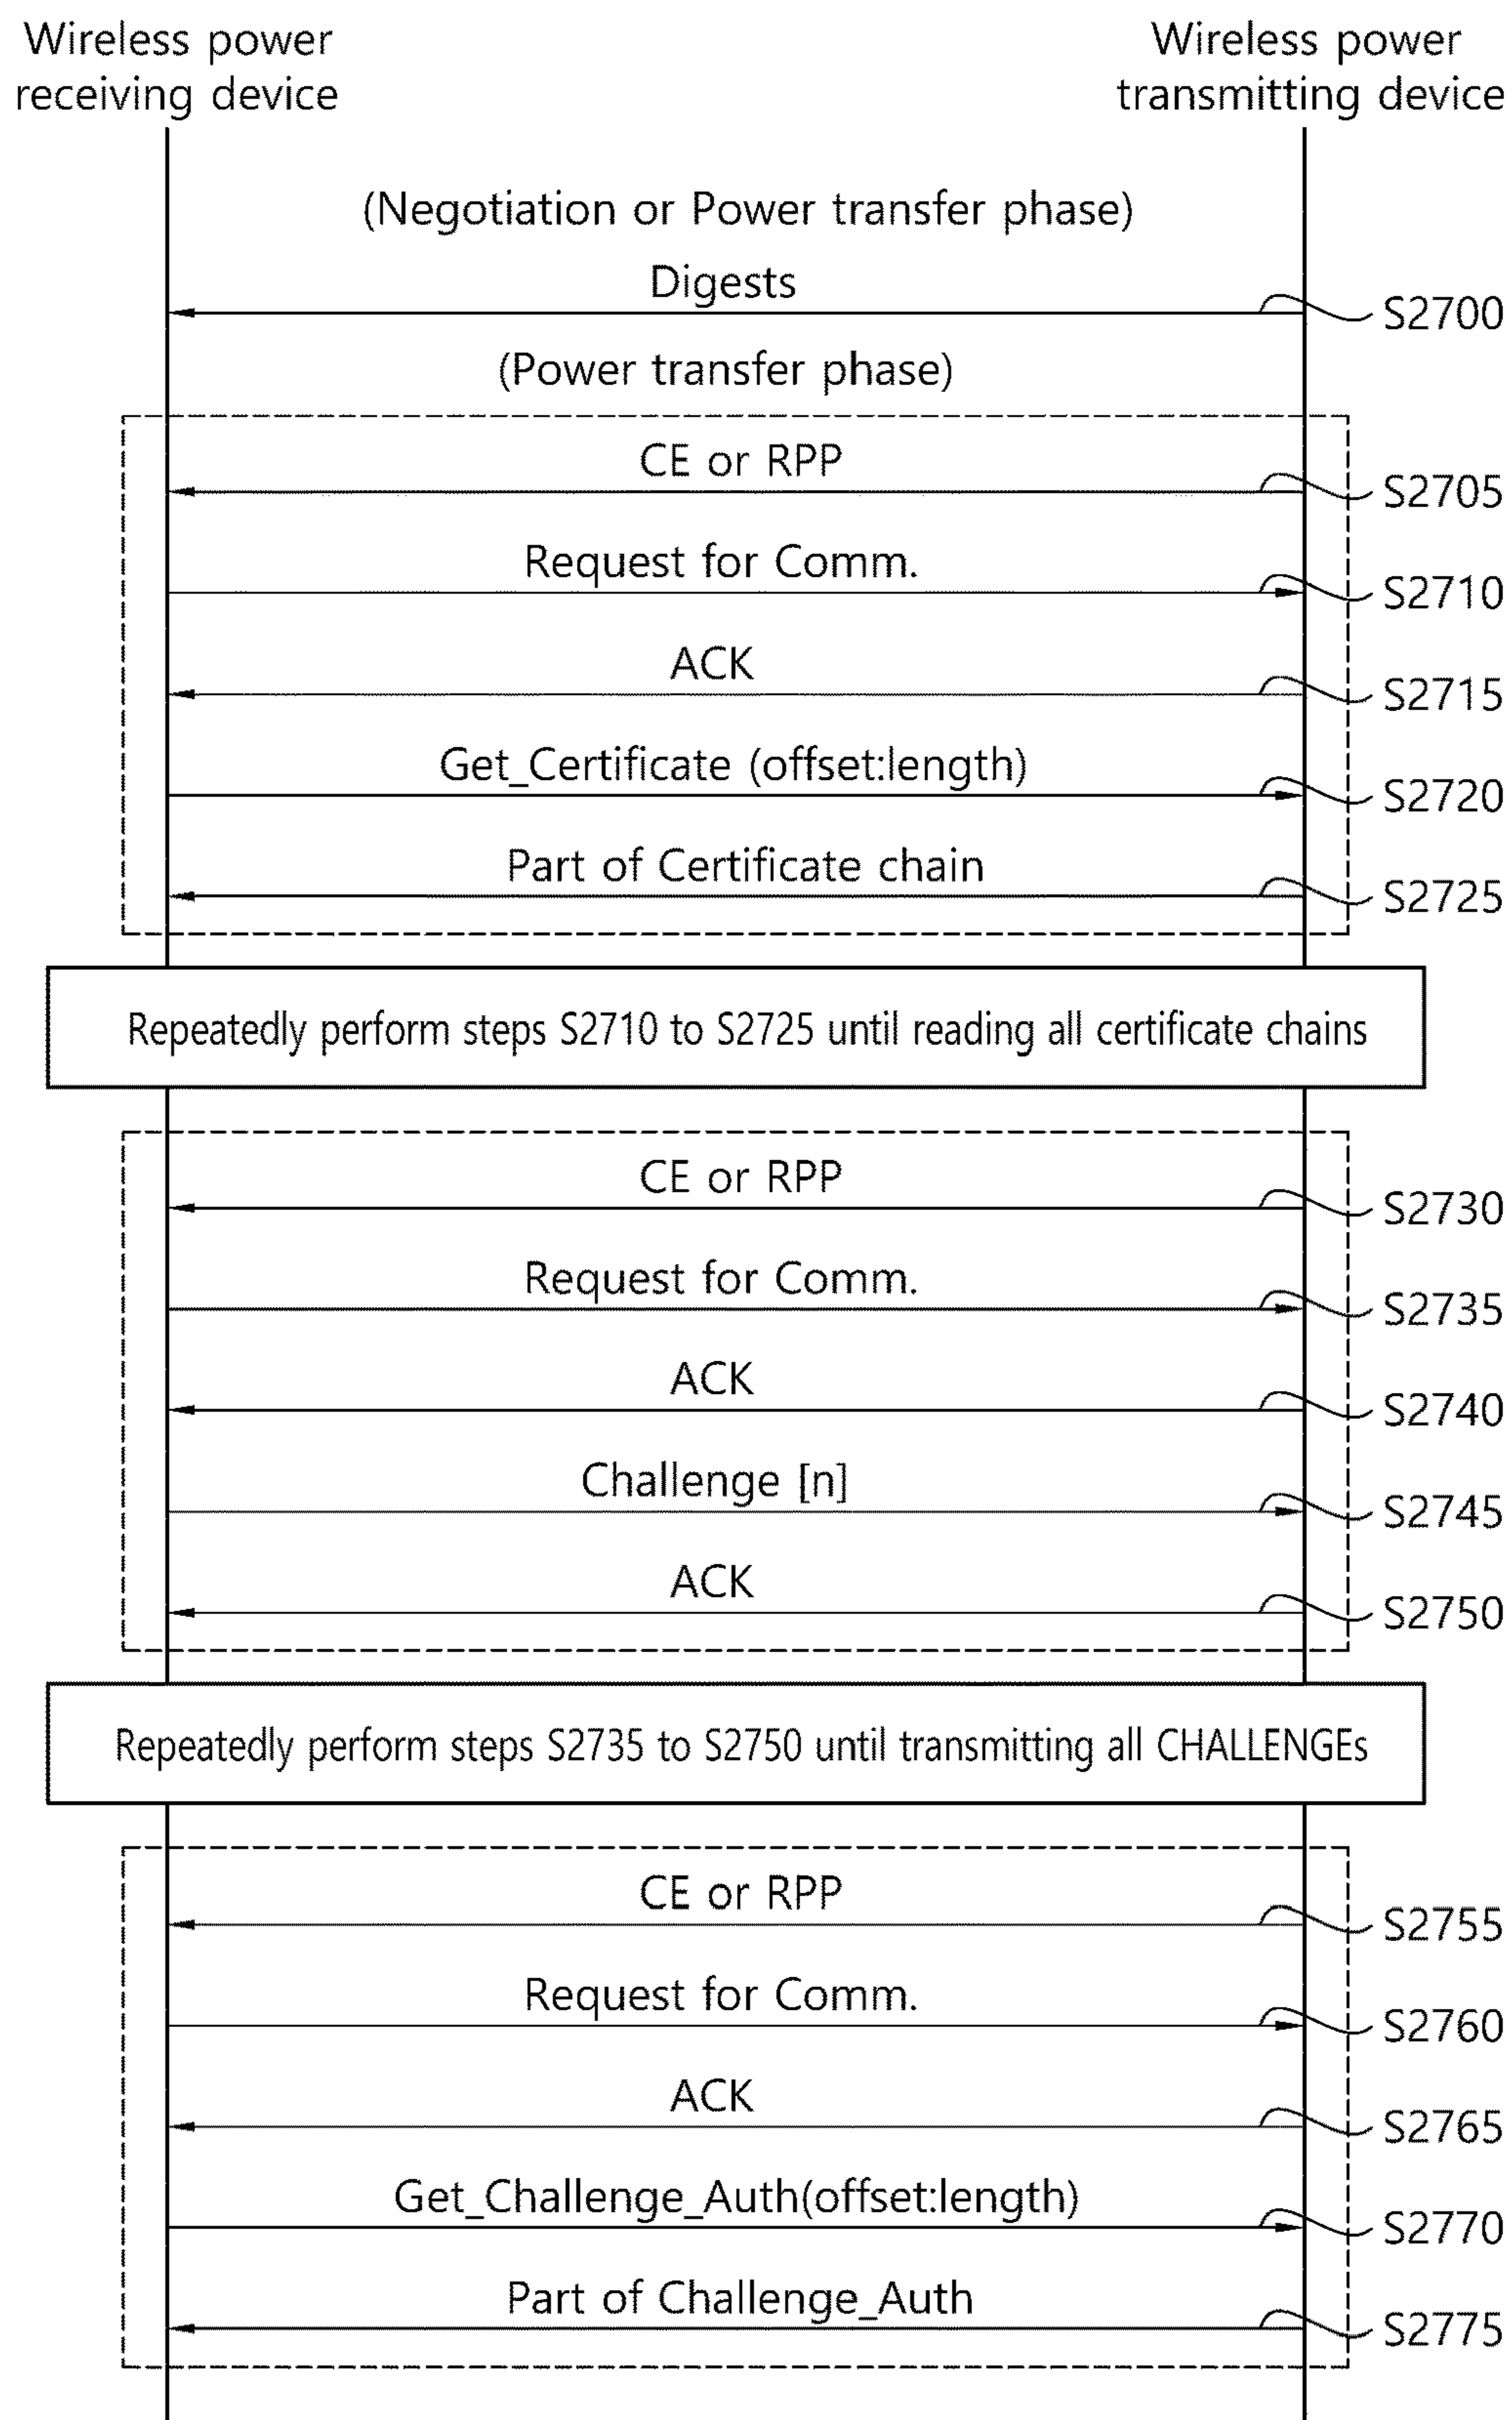 Wireless power
receiving device
Wireless power
transmitting device
(Negotiation or Power transfer phase)
Digests
S2700
(Power transfer phase)
CE or RPP
S2705
Request for Comm.
S2710
ACK
S2715
Get_Certificate (offset:length)
S2720
Part of Certificate chain
S2725
Repeatedly perform steps S2710 to S2725 until reading all certificate chains
CE or RPP
S2730
Request for Comm.
S2735
ACK
S2740
Challenge [n]
S2745
ACK
S2750
Repeatedly perform steps S2735 to S2750 until transmitting all CHALLENGEs
CE or RPP
S2755
Request for Comm.
S2760
ACK
S2765
Get_Challenge_Auth(offset:length)
S2770
Part of Challenge_Auth
S2775